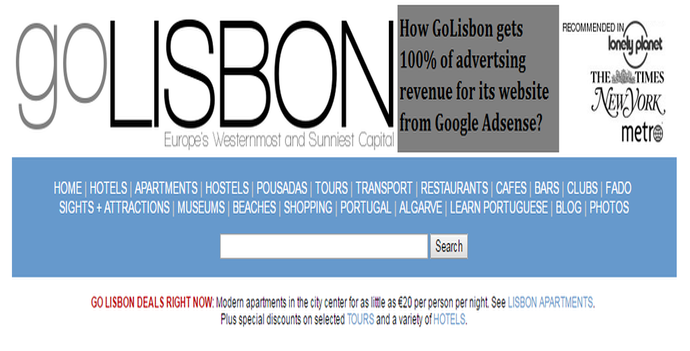 goLISBON
Europe's Westernmost and Sunniest Capital
How GoLisbon gets
100% of advertsing
revenue for its website
from Google Adsense?
RECOMMENDED IN
lonely planet
THE TIMES
NEW YORK
metro
HOME | HOTELS | APARTMENTS | HOSTELS | POUSADAS | TOURS | TRANSPORT | RESTAURANTS | CAFES | BARS | CLUBS | FADO
SIGHTS + ATTRACTIONS | MUSEUMS | BEACHES | SHOPPING | PORTUGAL | ALGARVE | LEARN PORTUGUESE | BLOG | PHOTOS
Search
GO LISBON DEALS RIGHT NOW: Modern apartments in the city center for as little as €20 per person per night. See LISBON APARTMENTS.
Plus special discounts on selected TOURS and a variety of HOTELS.